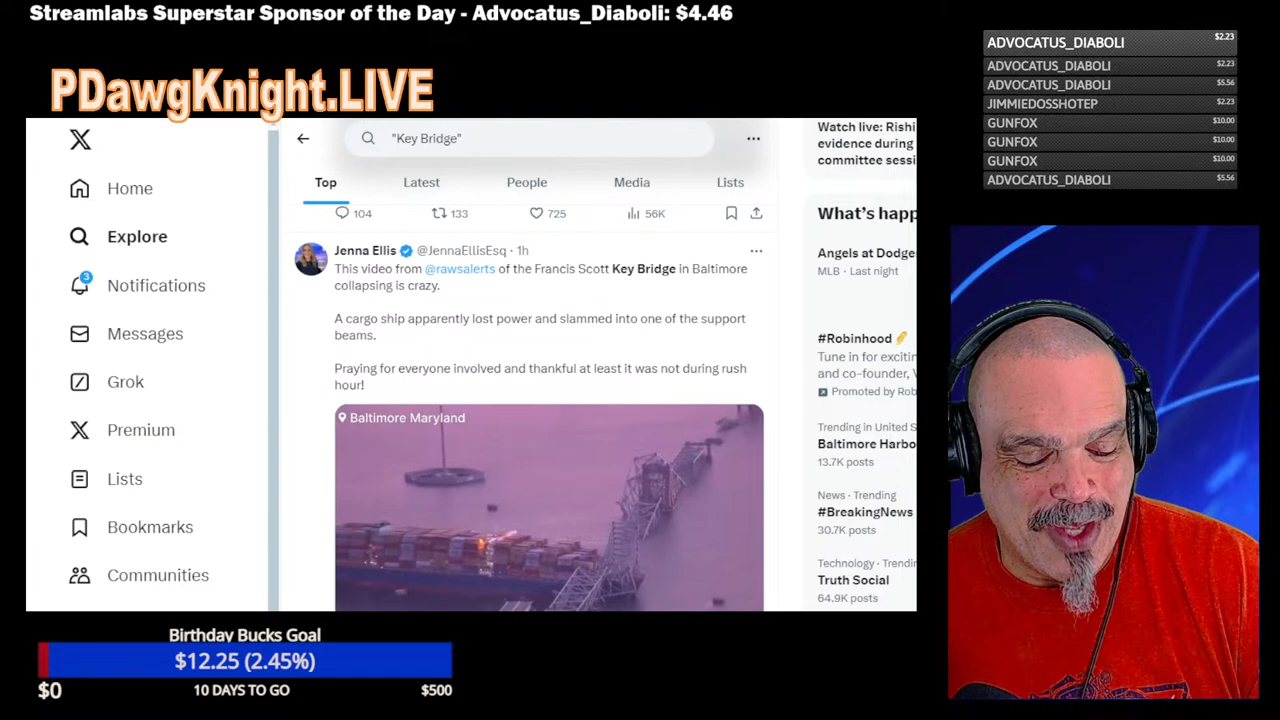 Streamlabs Superstar Sponsor of the Day - Advocatus_Diaboli: $4.46
PDawgKnight.LIVE
ADVOCATUS_DIABOLI $2.23
ADVOCATUS_DIABOLI $2.23
ADVOCATUS_DIABOLI $5.56
JIMMIEDOSSHOTEP $2.23
GUNFOX $10.00
GUNFOX $10.00
GUNFOX $10.00
ADVOCATUS_DIABOLI $5.56
Home
Explore
3
Notifications
Messages
Grok
Premium
Lists
Bookmarks
Communities
"Key Bridge"
Top Latest People Media Lists
104 133 725 56K
Jenna Ellis @JennaEllisEsq · 1h
This video from @rawsalerts of the Francis Scott Key Bridge in Baltimore
collapsing is crazy.
A cargo ship apparently lost power and slammed into one of the support
beams.
Praying for everyone involved and thankful at least it was not during rush
hour!
Baltimore Maryland
Watch live: Rishi
evidence during
committee sessi
What's happ
Angels at Dodge
MLB · Last night
#Robinhood
Tune in for excitin
and co-founder, V
Promoted by Rob
Trending in United S
Baltimore Harbo
13.7K posts
News · Trending
#BreakingNews
30.7K posts
Technology · Trending
Truth Social
64.9K posts
Birthday Bucks Goal
$12.25 (2.45%)
$0 10 DAYS TO GO $500